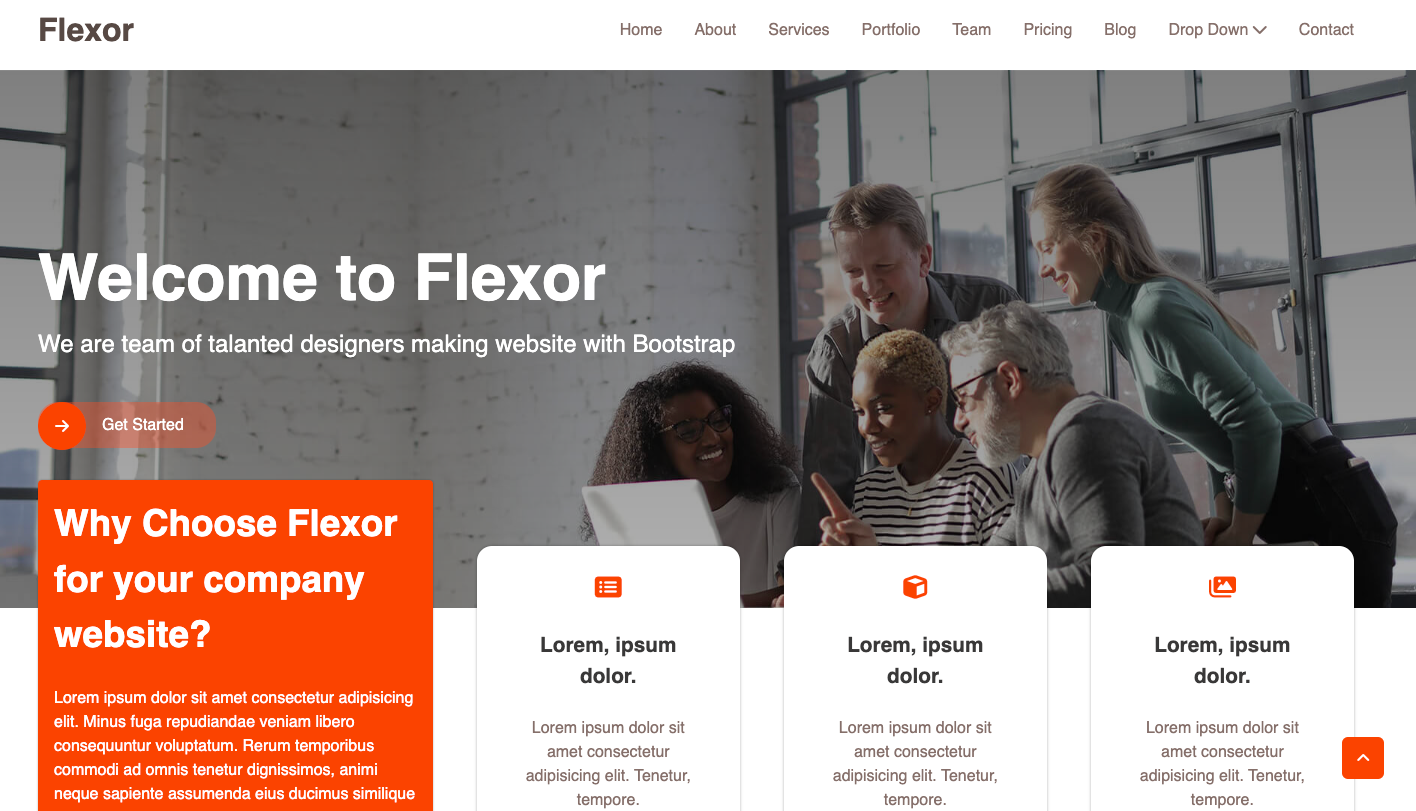 Flexor
Home About Services Portfolio Team Pricing Blog Drop Down Contact
Welcome to Flexor
We are team of talanted designers making website with Bootstrap
Get Started
Why Choose Flexor
for your company
website?
Lorem ipsum dolor sit amet consectetur adipisicing
elit. Minus fuga repudiandae veniam libero
consequuntur voluptatum. Rerum temporibus
commodi ad omnis tenetur dignissimos, animi
neque sapiente assumenda eius ducimus similique
Lorem, ipsum
dolor.
Lorem ipsum dolor sit
amet consectetur
adipisicing elit. Tenetur,
tempore.
Lorem, ipsum
dolor.
Lorem ipsum dolor sit
amet consectetur
adipisicing elit. Tenetur,
tempore.
Lorem, ipsum
dolor.
Lorem ipsum dolor sit
amet consectetur
adipisicing elit. Tenetur,
tempore.